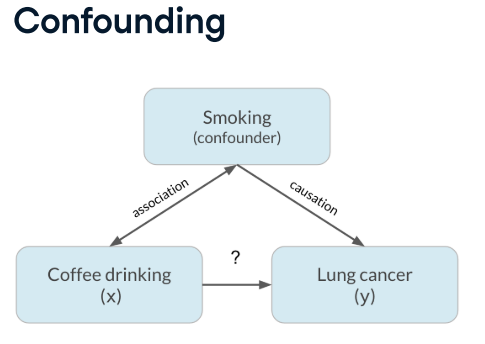 Confounding
Smoking
(confounder)
association
causation
?
Coffee drinking
(x)
Lung cancer
(y)